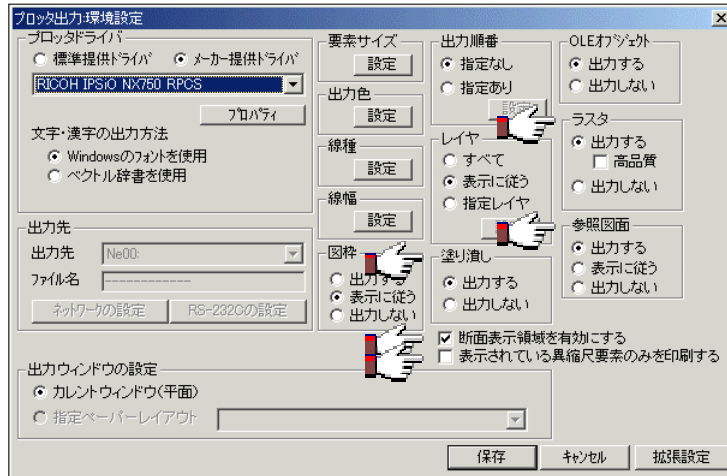 プロッタ出力:環境設定
プロッタドライバ
標準提供ドライバ
メーカー提供ドライバ
RICOH IPSiO NX750 RPCS
プロパティ
文字・漢字の出力方法
Windowsのフォントを使用
ベクトル辞書を使用
出力先
出力先
Ne00:
ファイル名
-------------
ネットワークの設定
RS-232Cの設定
要素サイズ
設定
出力色
設定
線種
設定
線幅
設定
図枠
出力する
表示に従う
出力しない
出力順番
指定なし
指定あり
設定
レイヤ
すべて
表示に従う
指定レイヤ
塗り潰し
出力する
出力しない
OLEオブジェクト
出力する
出力しない
ラスタ
出力する
高品質
出力しない
参照図面
出力する
表示に従う
出力しない
断面表示領域を有効にする
表示されている異縮尺要素のみを印刷する
出力ウィンドウの設定
カレントウィンドウ(平面)
指定ペーパーレイアウト
保存
キャンセル
拡張設定